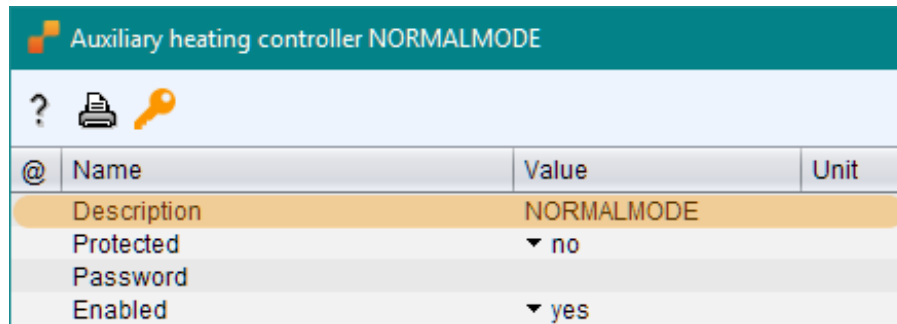 Auxiliary heating controller NORMALMODE
?
@ Name Value Unit
Description NORMALMODE
Protected no
Password
Enabled yes